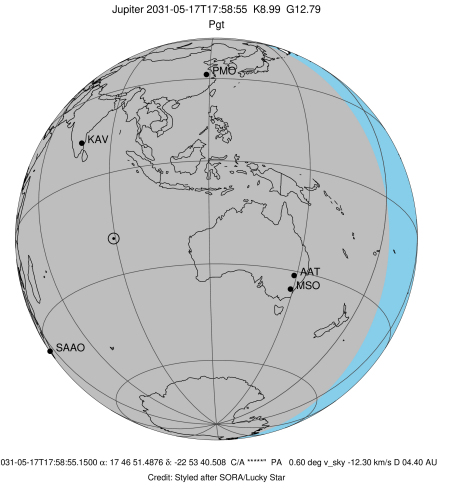 Jupiter 2031-05-17T17:58:55 K8.99 G12.79
Pgt
PMO
KAV
AAT
MSO
SAAO
031-05-17T17:58:55.1500 α: 17 46 51.4876 δ: -22 53 40.508 C/A *****" PA 0.60 deg v_sky -12.30 km/s D 04.40 AU
Credit: Styled after SORA/Lucky Star